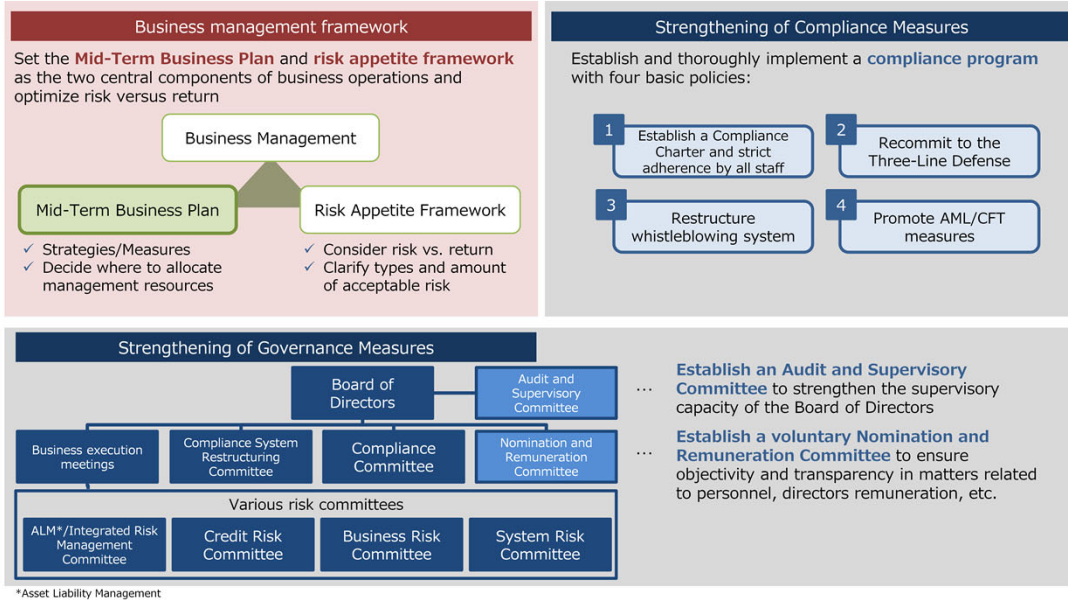 Business management framework
Set the Mid-Term Business Plan and risk appetite framework
as the two central components of business operations and
optimize risk versus return
Business Management
Mid-Term Business Plan
✓ Strategies/Measures
✓ Decide where to allocate
management resources
Risk Appetite Framework
✓ Consider risk vs. return
✓ Clarify types and amount
of acceptable risk
Strengthening of Compliance Measures
Establish and thoroughly implement a compliance program
with four basic policies:
1
Establish a Compliance
Charter and strict
adherence by all staff
2
Recommit to the
Three-Line Defense
3
Restructure
whistleblowing system
4
Promote AML/CFT
measures
Strengthening of Governance Measures
Board of
Directors
Audit and
Supervisory
Committee
Business execution
meetings
Compliance System
Restructuring
Committee
Compliance
Committee
Nomination and
Remuneration
Committee
Various risk committees
ALM*/Integrated Risk
Management
Committee
Credit Risk
Committee
Business Risk
Committee
System Risk
Committee
… Establish an Audit and Supervisory
Committee to strengthen the supervisory
capacity of the Board of Directors
… Establish a voluntary Nomination and
Remuneration Committee to ensure
objectivity and transparency in matters related
to personnel, directors remuneration, etc.
*Asset Liability Management